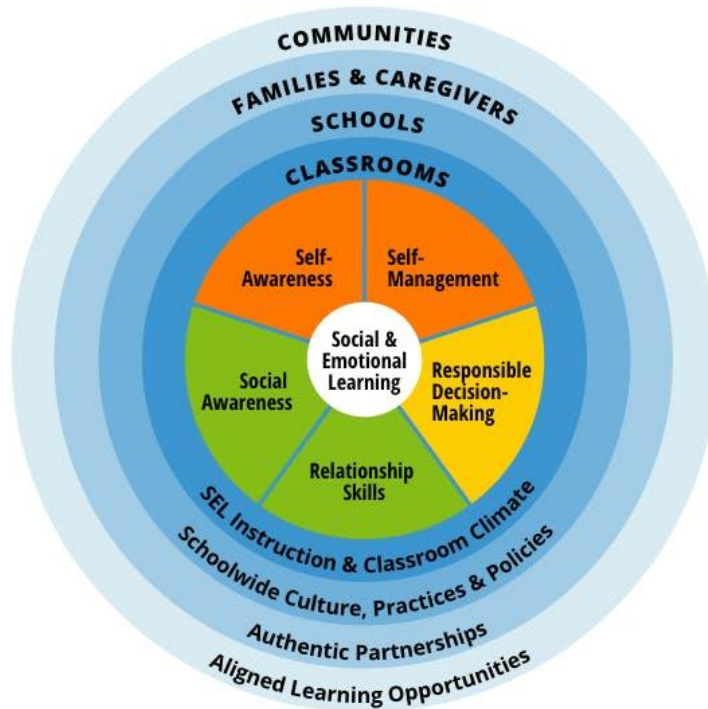 COMMUNITIES
FAMILIES & CAREGIVERS
SCHOOLS
CLASSROOMS
Self-
Awareness
Self-
Management
Social &
Emotional
Learning
Social
Awareness
Responsible
Decision-
Making
Relationship
Skills
SEL Instruction & Classroom Climate
Schoolwide Culture, Practices & Policies
Authentic Partnerships
Aligned Learning Opportunities